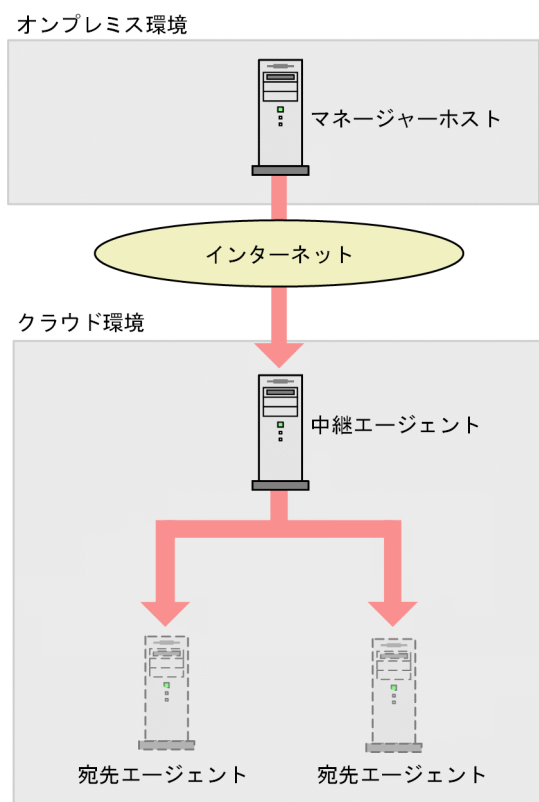 オンプレミス環境
マネージャーホスト
インターネット
クラウド環境
中継エージェント
宛先エージェント
宛先エージェント